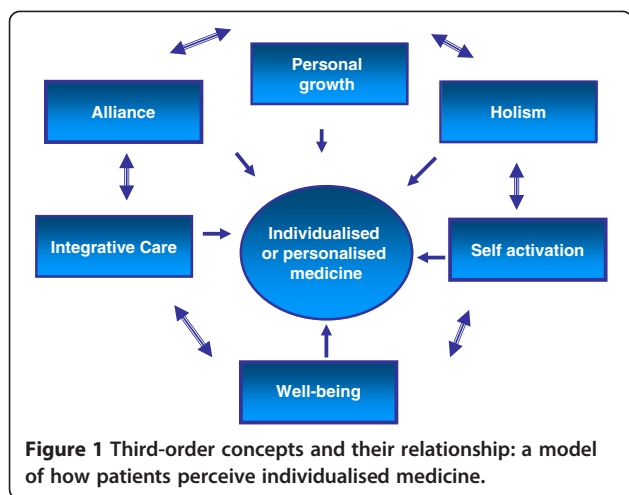 Personal
growth
Alliance
Holism
Individualised
or personalised
medicine
Integrative Care
Self activation
Well-being
Figure 1 Third-order concepts and their relationship: a model
of how patients perceive individualised medicine.